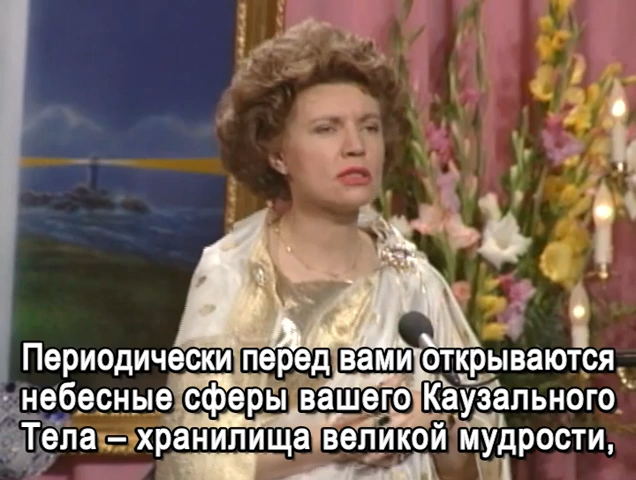 Периодически перед вами открываются
небесные сферы вашего Каузального
Тела – хранилища великой мудрости,